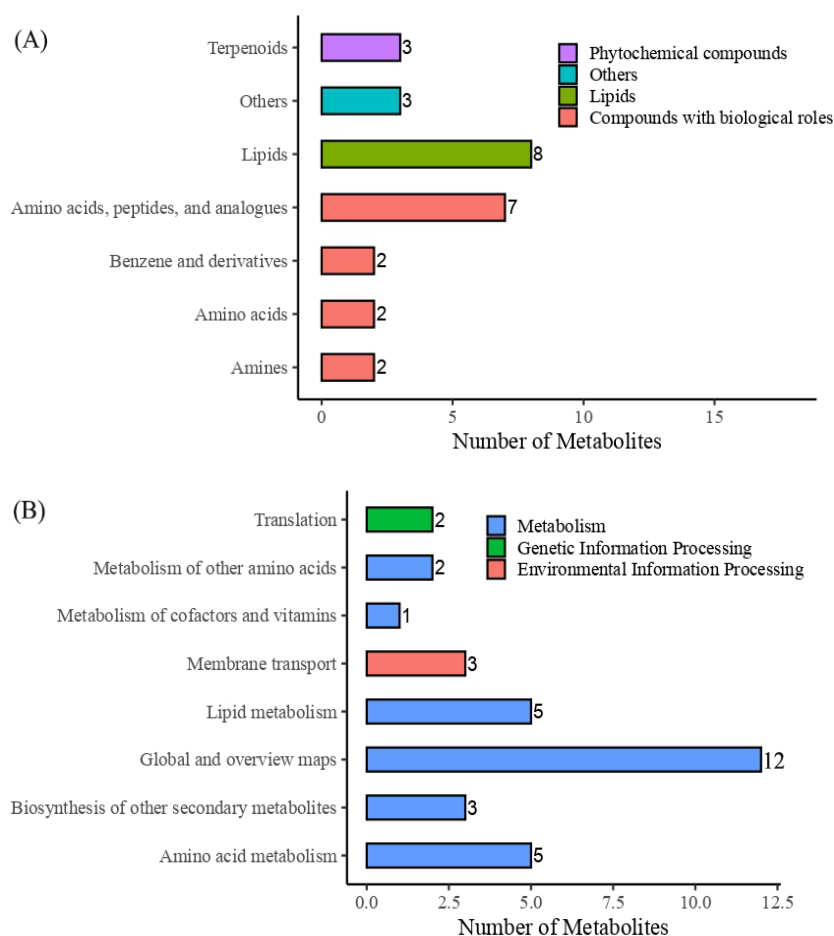 (A)
Terpenoids 3
Others 3
Lipids 8
Amino acids, peptides, and analogues 7
Benzene and derivatives 2
Amino acids 2
Amines 2
Phytochemical compounds
Others
Lipids
Compounds with biological roles
0 5 10 15
Number of Metabolites
(B)
Translation 2
Metabolism of other amino acids 2
Metabolism of cofactors and vitamins 1
Membrane transport 3
Lipid metabolism 5
Global and overview maps 12
Biosynthesis of other secondary metabolites 3
Amino acid metabolism 5
Metabolism
Genetic Information Processing
Environmental Information Processing
0.0 2.5 5.0 7.5 10.0 12.5
Number of Metabolites